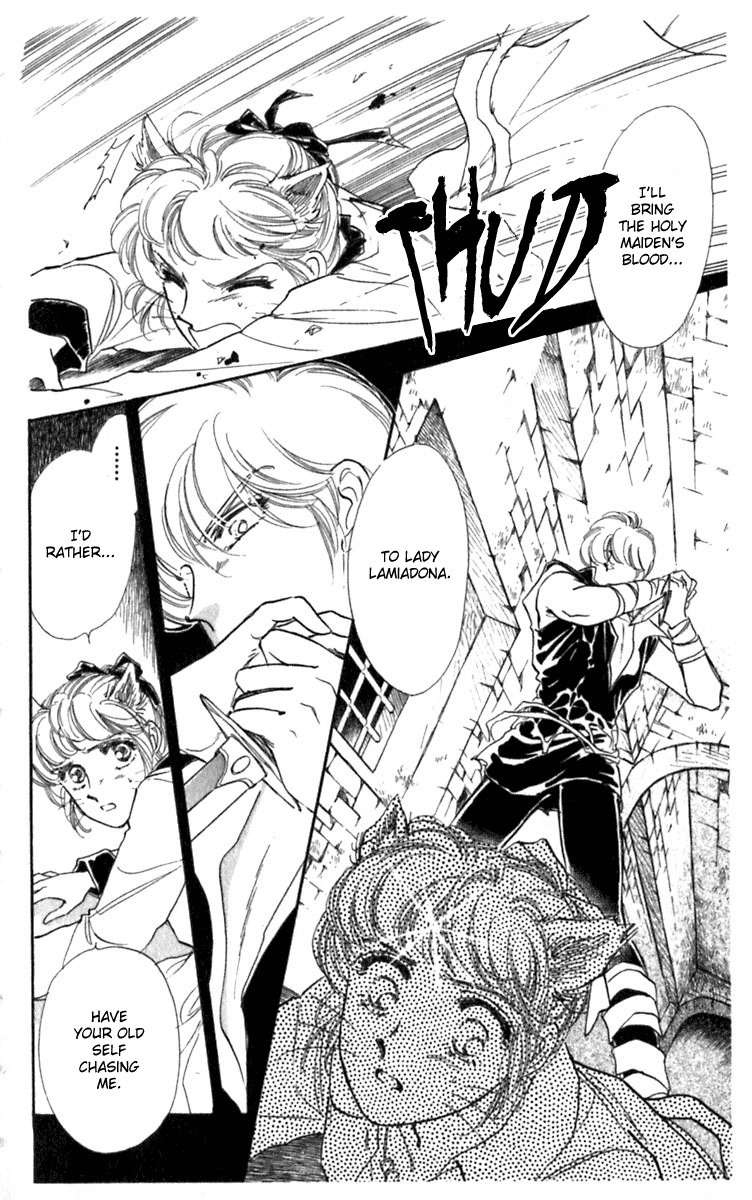 I'LL
BRING
THE HOLY
MAIDEN'S
BLOOD...
THUD
TO LADY
LAMIADONA.
......
I'D
RATHER...
HAVE
YOUR OLD
SELF
CHASING
ME.